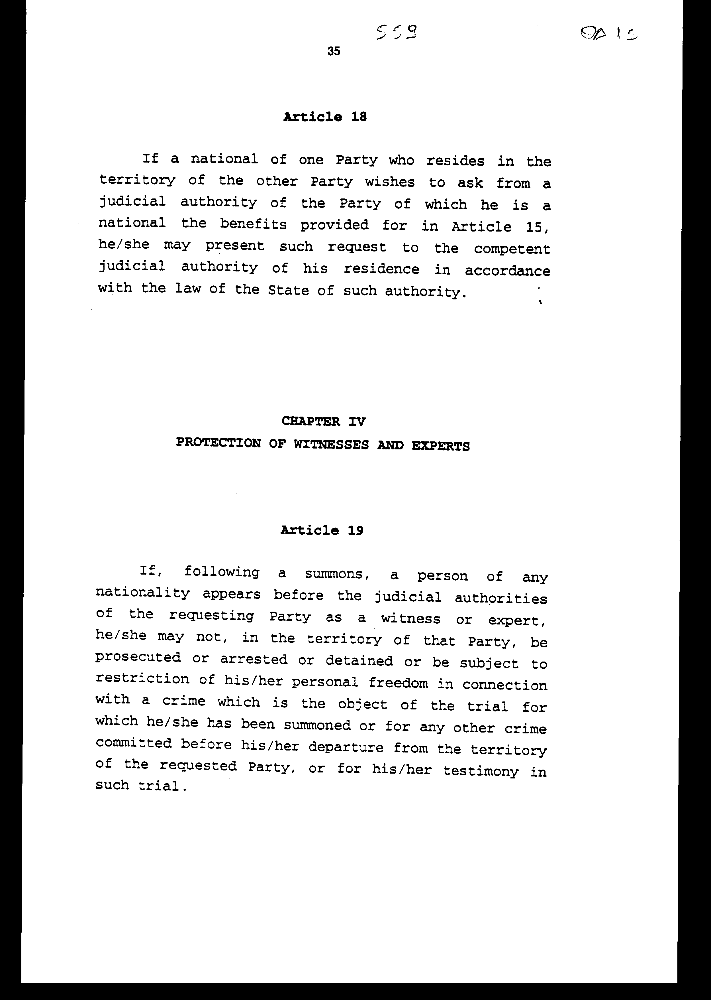 559
35
Article 18
If a national of one Party who resides in the
territory of the other Party wishes to ask from a
judicial authority of the Party of which he is a
national the benefits provided for in Article 15,
he/she may present such request to the competent
judicial authority of his residence in accordance
with the law of the State of such authority.
CHAPTER IV
PROTECTION OF WITNESSES AND EXPERTS
Article 19
If, following a summons, a person of any
nationality appears before the judicial authorities
of the requesting Party as a witness or expert,
he/she may not, in the territory of that Party, be
prosecuted or arrested or detained or be subject to
restriction of his/her personal freedom in connection
with a crime which is the object of the trial for
which he/she has been summoned or for any other crime
committed before his/her departure from the territory
of the requested Party, or for his/her testimony in
such trial.